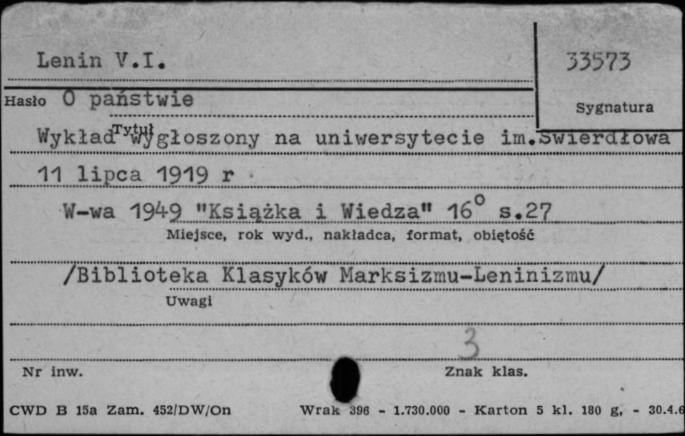 Lenin V.I.
33573
Hasło O państwie
Sygnatura
Tytuł
Wykład wygłoszony na uniwersytecie im.Swierdłowa
11 lipca 1919 r
W-wa 1949 "Książka i Wiedza" 16° s.27
Miejsce, rok wyd., nakładca, format, objętość
/Biblioteka Klasyków Marksizmu-Leninizmu/
Uwagi
3
Nr inw.
Znak klas.
CWD B 15a Zam. 452/DW/On
Wrak 396 - 1.730.000 - Karton 5 kl. 180 g, - 30.4.6